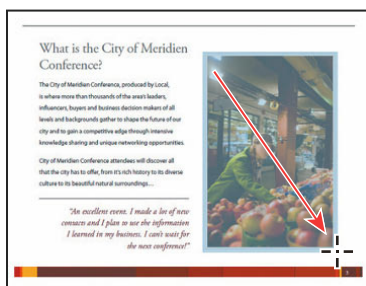 What is the City of Meridien
Conference?
The City of Meridien Conference, produced by Local,
is where more than thousands of the area's leaders,
influencers, buyers and business decision makers of all
levels and backgrounds gather to shape the future of our
city and to gain a competitive edge through intensive
knowledge sharing and unique networking opportunities.
City of Meridien Conference attendees will discover all
that the city has to offer, from it's rich history to its diverse
culture to its beautiful natural surroundings…
"An excellent event. I made a lot of new
contacts and I plan to use the information
I learned in my business. I can't wait for
the next conference!"